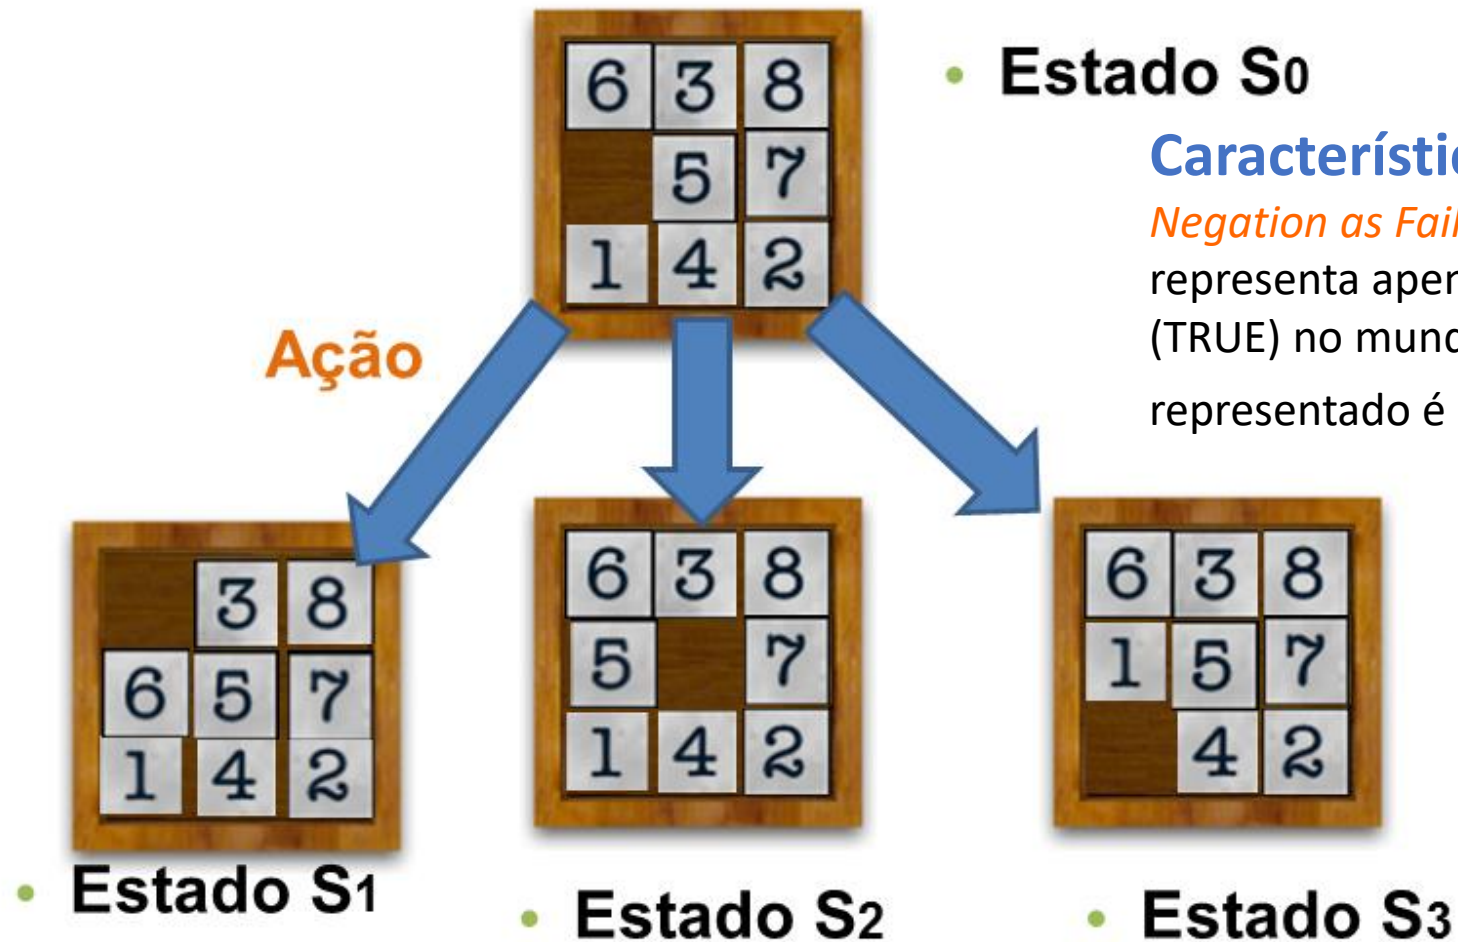 6 3 8
5 7
1 4 2
• Estado S0
Característi
Negation as Fail
representa aper
(TRUE) no mund
representado é
Ação
3 8
6 5 7
1 4 2
• Estado S1
6 3 8
5 7
1 4 2
• Estado S2
6 3 8
1 5 7
4 2
• Estado S3